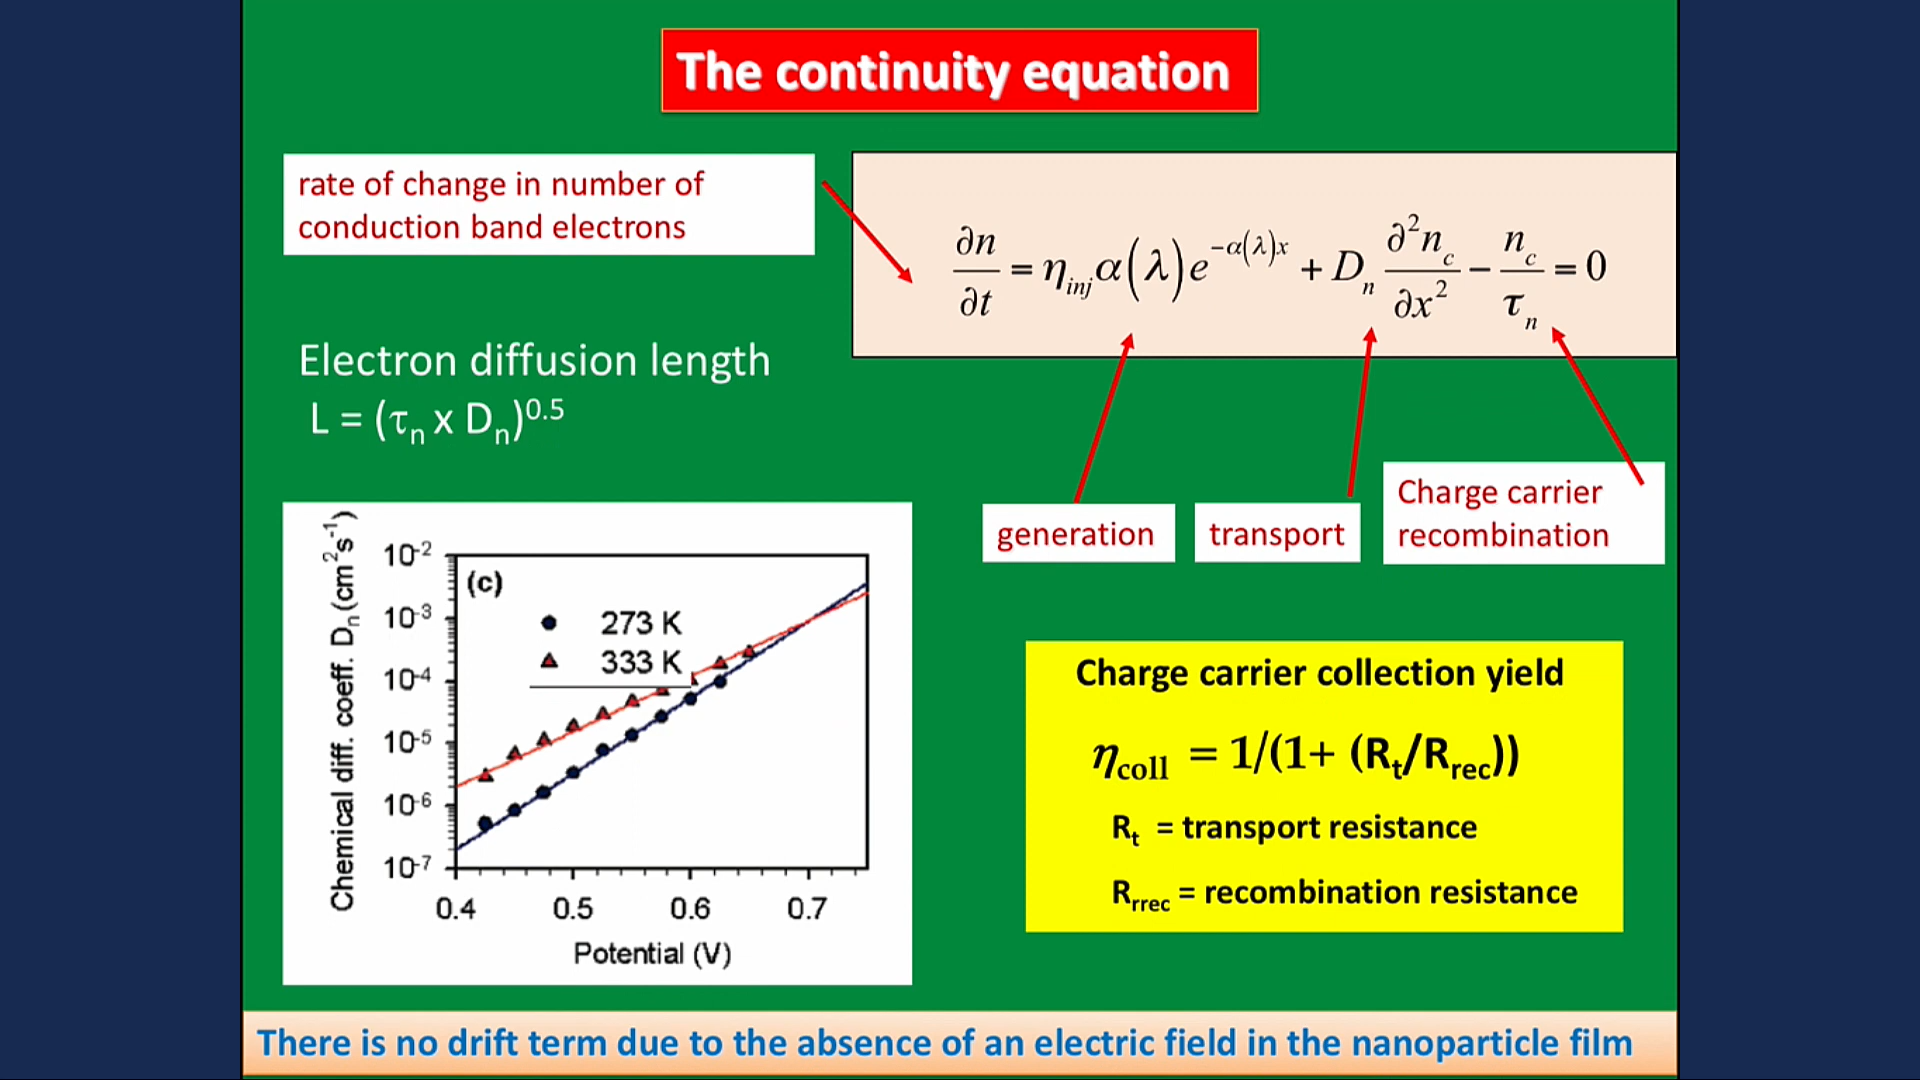 The continuity equation
rate of change in number of
conduction band electrons
∂n/∂t = η_inj α(λ)e^{-α(λ)x} + D_n ∂²n_c/∂x² − n_c/τ_n = 0
Electron diffusion length
L = (τ_n x D_n)^0.5
generation
transport
Charge carrier
recombination
Chemical diff. coeff. D_n (cm²s⁻¹)
10⁻²
10⁻³
10⁻⁴
10⁻⁵
10⁻⁶
10⁻⁷
(c)
273 K
333 K
0.4 0.5 0.6 0.7
Potential (V)
Charge carrier collection yield
η_coll = 1/(1+ (R_t/R_rec))
R_t = transport resistance
R_rrec = recombination resistance
There is no drift term due to the absence of an electric field in the nanoparticle film